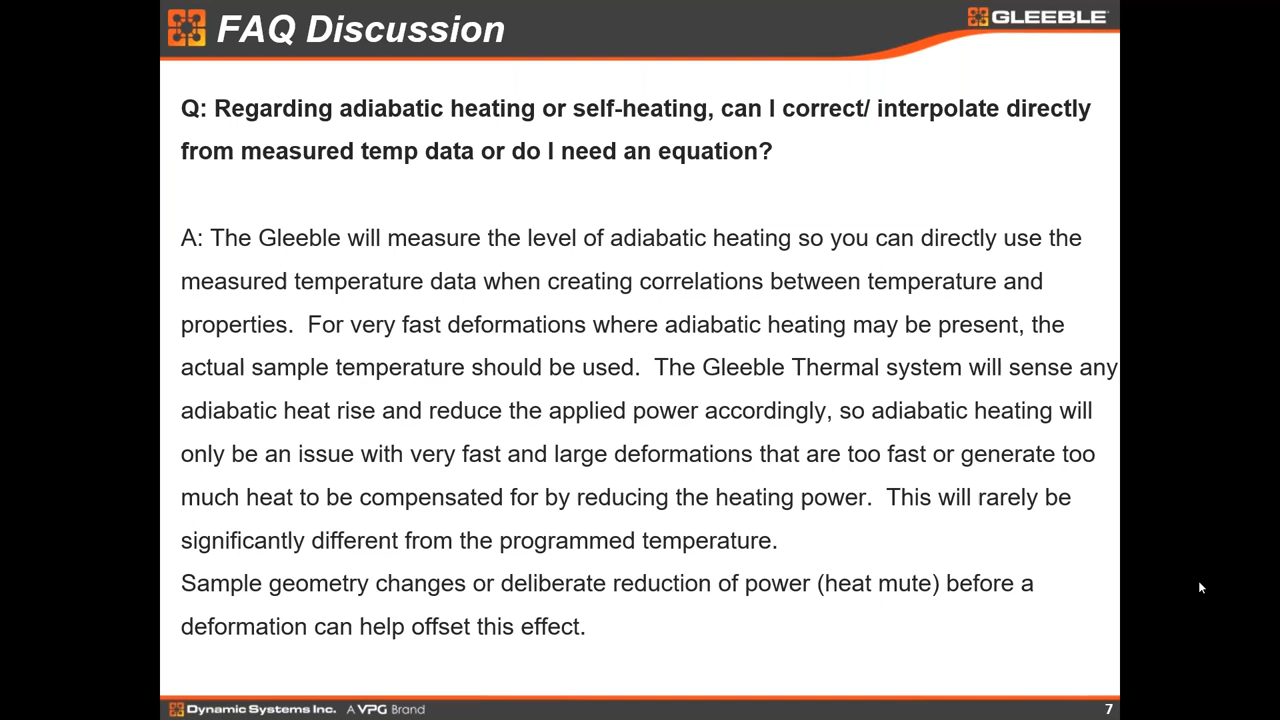 FAQ Discussion
GLEEBLE®
Q: Regarding adiabatic heating or self-heating, can I correct/ interpolate directly
from measured temp data or do I need an equation?
A: The Gleeble will measure the level of adiabatic heating so you can directly use the
measured temperature data when creating correlations between temperature and
properties.  For very fast deformations where adiabatic heating may be present, the
actual sample temperature should be used.  The Gleeble Thermal system will sense any
adiabatic heat rise and reduce the applied power accordingly, so adiabatic heating will
only be an issue with very fast and large deformations that are too fast or generate too
much heat to be compensated for by reducing the heating power.  This will rarely be
significantly different from the programmed temperature.
Sample geometry changes or deliberate reduction of power (heat mute) before a
deformation can help offset this effect.
Dynamic Systems Inc. A VPG Brand
7